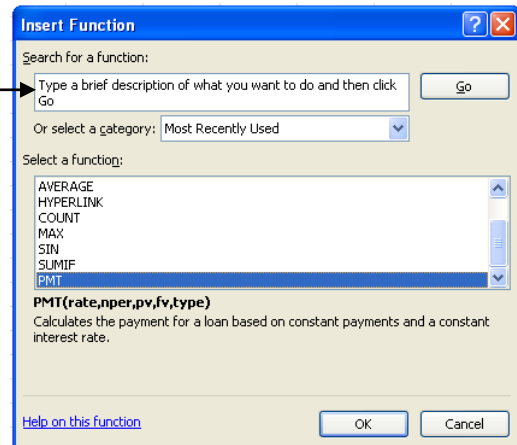 Insert Function
Search for a function:
Type a brief description of what you want to do and then click
Go
Go
Or select a category: Most Recently Used
Select a function:
AVERAGE
HYPERLINK
COUNT
MAX
SIN
SUMIF
PMT
PMT(rate,nper,pv,fv,type)
Calculates the payment for a loan based on constant payments and a constant
interest rate.
Help on this function
OK
Cancel